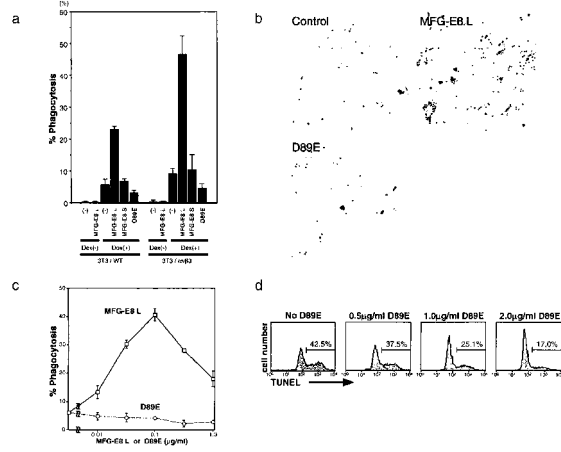 a
(%)
60
50
40
30
20
10
0
% Phagocytosis
(-)
MFG-E8 L
(-)
MFG-E8 L
MFG-E8 S
D89E
(-)
MFG-E8 L
(-)
MFG-E8 L
MFG-E8 S
D89E
Dex(-)
Dex(+)
Dex(-)
Dex(+)
3T3 / WT
3T3 / αvβ3
b
Control
MFG-E8 L
D89E
c
50
40
30
20
10
0
% Phagocytosis
MFG-E8 L
D89E
0.01
0.1
1.0
MFG-E8 L or D89E (μg/ml)
d
No D89E
0.5μg/ml D89E
1.0μg/ml D89E
2.0μg/ml D89E
cell number
42.5%
37.5%
25.1%
17.0%
TUNEL